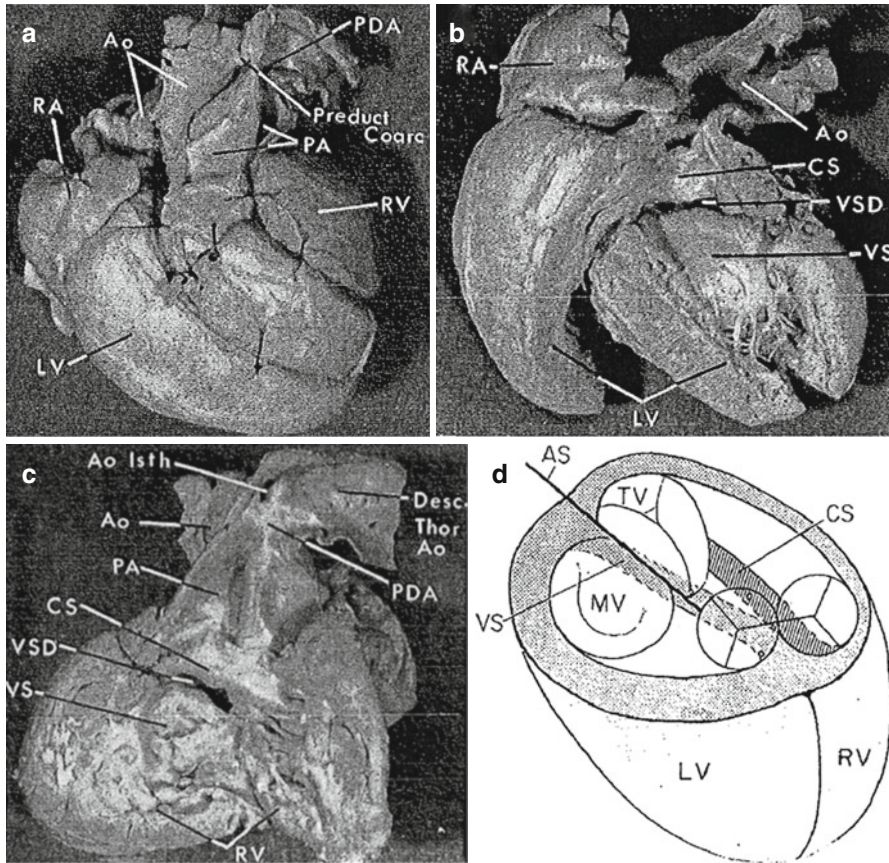 a
Ao
PDA
RA
Preduct
Coarc
PA
RV
LV
b
RA
Ao
CS
VSD
VS
LV
c
Ao Isth
Ao
Desc
Thor
Ao
PA
PDA
CS
VSD
VS
RV
d
AS
TV
CS
VS
MV
LV
RV